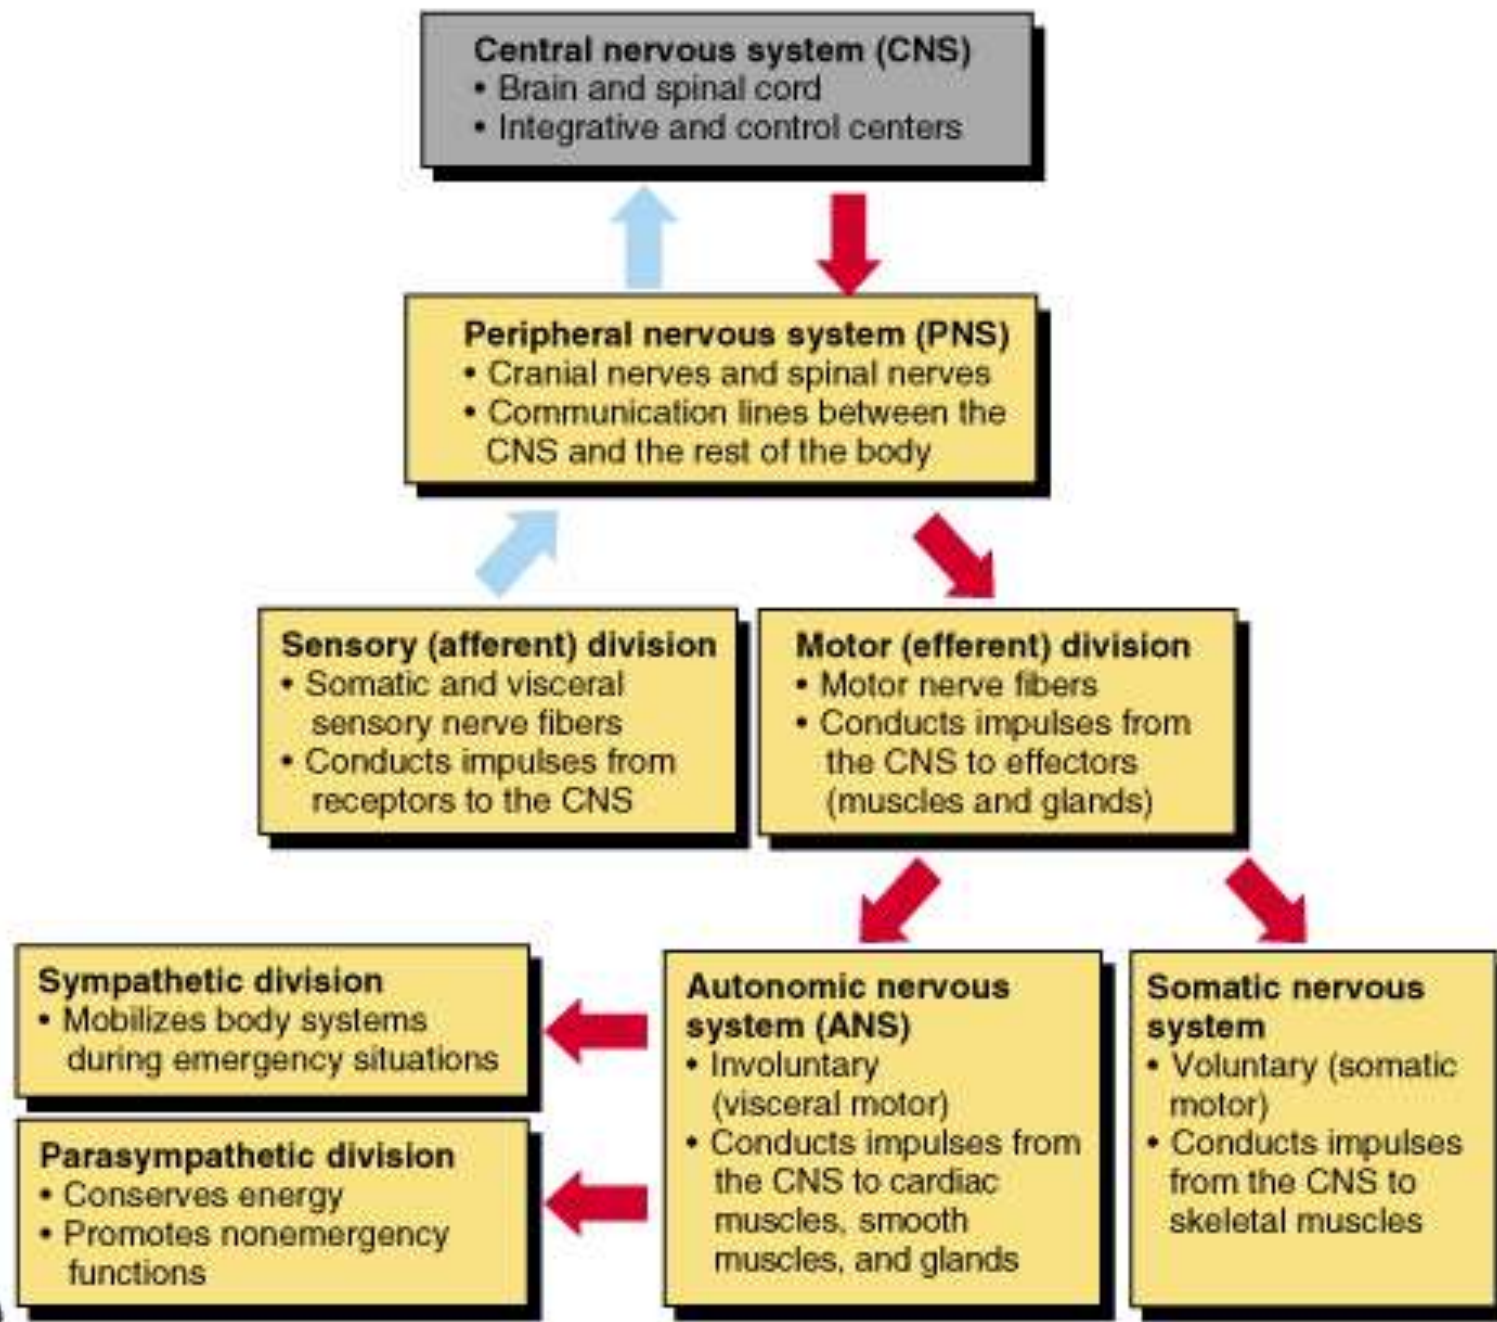 Central nervous system (CNS)
• Brain and spinal cord
• Integrative and control centers
Peripheral nervous system (PNS)
• Cranial nerves and spinal nerves
• Communication lines between the
CNS and the rest of the body
Sensory (afferent) division
• Somatic and visceral
sensory nerve fibers
• Conducts impulses from
receptors to the CNS
Motor (efferent) division
• Motor nerve fibers
• Conducts impulses from
the CNS to effectors
(muscles and glands)
Sympathetic division
• Mobilizes body systems
during emergency situations
Parasympathetic division
• Conserves energy
• Promotes nonemergency
functions
Autonomic nervous
system (ANS)
• Involuntary
(visceral motor)
• Conducts impulses from
the CNS to cardiac
muscles, smooth
muscles, and glands
Somatic nervous
system
• Voluntary (somatic
motor)
• Conducts impulses
from the CNS to
skeletal muscles